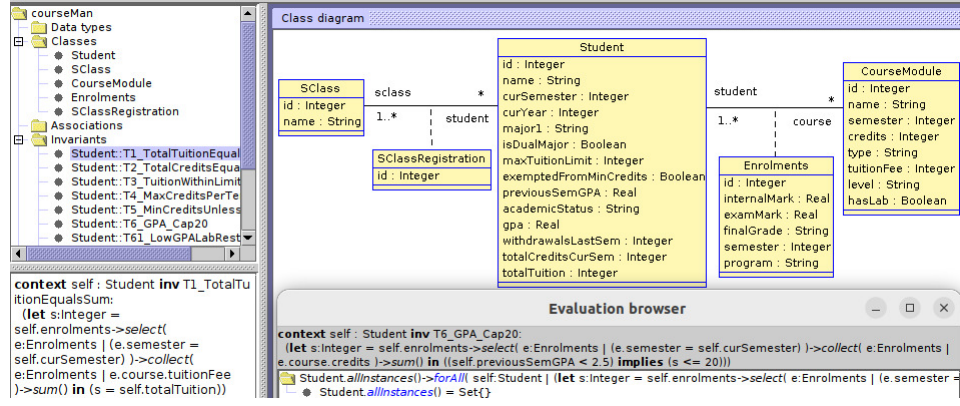 courseMan
Data types
Classes
Student
SClass
CourseModule
Enrolments
SClassRegistration
Associations
Invariants
Student::T1_TotalTuitionEqual
Student::T2_TotalCreditsEqua
Student::T3_TuitionWithinLimit
Student::T4_MaxCreditsPerTe
Student::T5_MinCreditsUnless
Student::T6_GPA_Cap20
Student::T61_LowGPALabRest
context self : Student inv T1_TotalTu
itionEqualsSum:
(let s:Integer =
self.enrolments->select(
e:Enrolments | (e.semester =
self.curSemester) )->collect(
e:Enrolments | e.course.tuitionFee
)->sum() in (s = self.totalTuition))
Class diagram
SClass
id : Integer
name : String
sclass
*
1..*
student
SClassRegistration
id : Integer
Student
id : Integer
name : String
curSemester : Integer
curYear : Integer
major1 : String
isDualMajor : Boolean
maxTuitionLimit : Integer
exemptedFromMinCredits : Boolean
previousSemGPA : Real
academicStatus : String
gpa : Real
withdrawalsLastSem : Integer
totalCreditsCurSem : Integer
totalTuition : Integer
student
*
1..*
course
Enrolments
id : Integer
internalMark : Real
examMark : Real
finalGrade : String
semester : Integer
program : String
CourseModule
id : Integer
name : String
semester : Integer
credits : Integer
type : String
tuitionFee : Integer
level : String
hasLab : Boolean
Evaluation browser
context self : Student inv T6_GPA_Cap20:
(let s:Integer = self.enrolments->select( e:Enrolments | (e.semester = self.curSemester) )->collect( e:Enrolments |
e.course.credits )->sum() in ((self.previousSemGPA < 2.5) implies (s <= 20)))
Student.allInstances()->forAll( self:Student | (let s:Integer = self.enrolments->select( e:Enrolments | (e.semester =
Student.allInstances() = Set{}